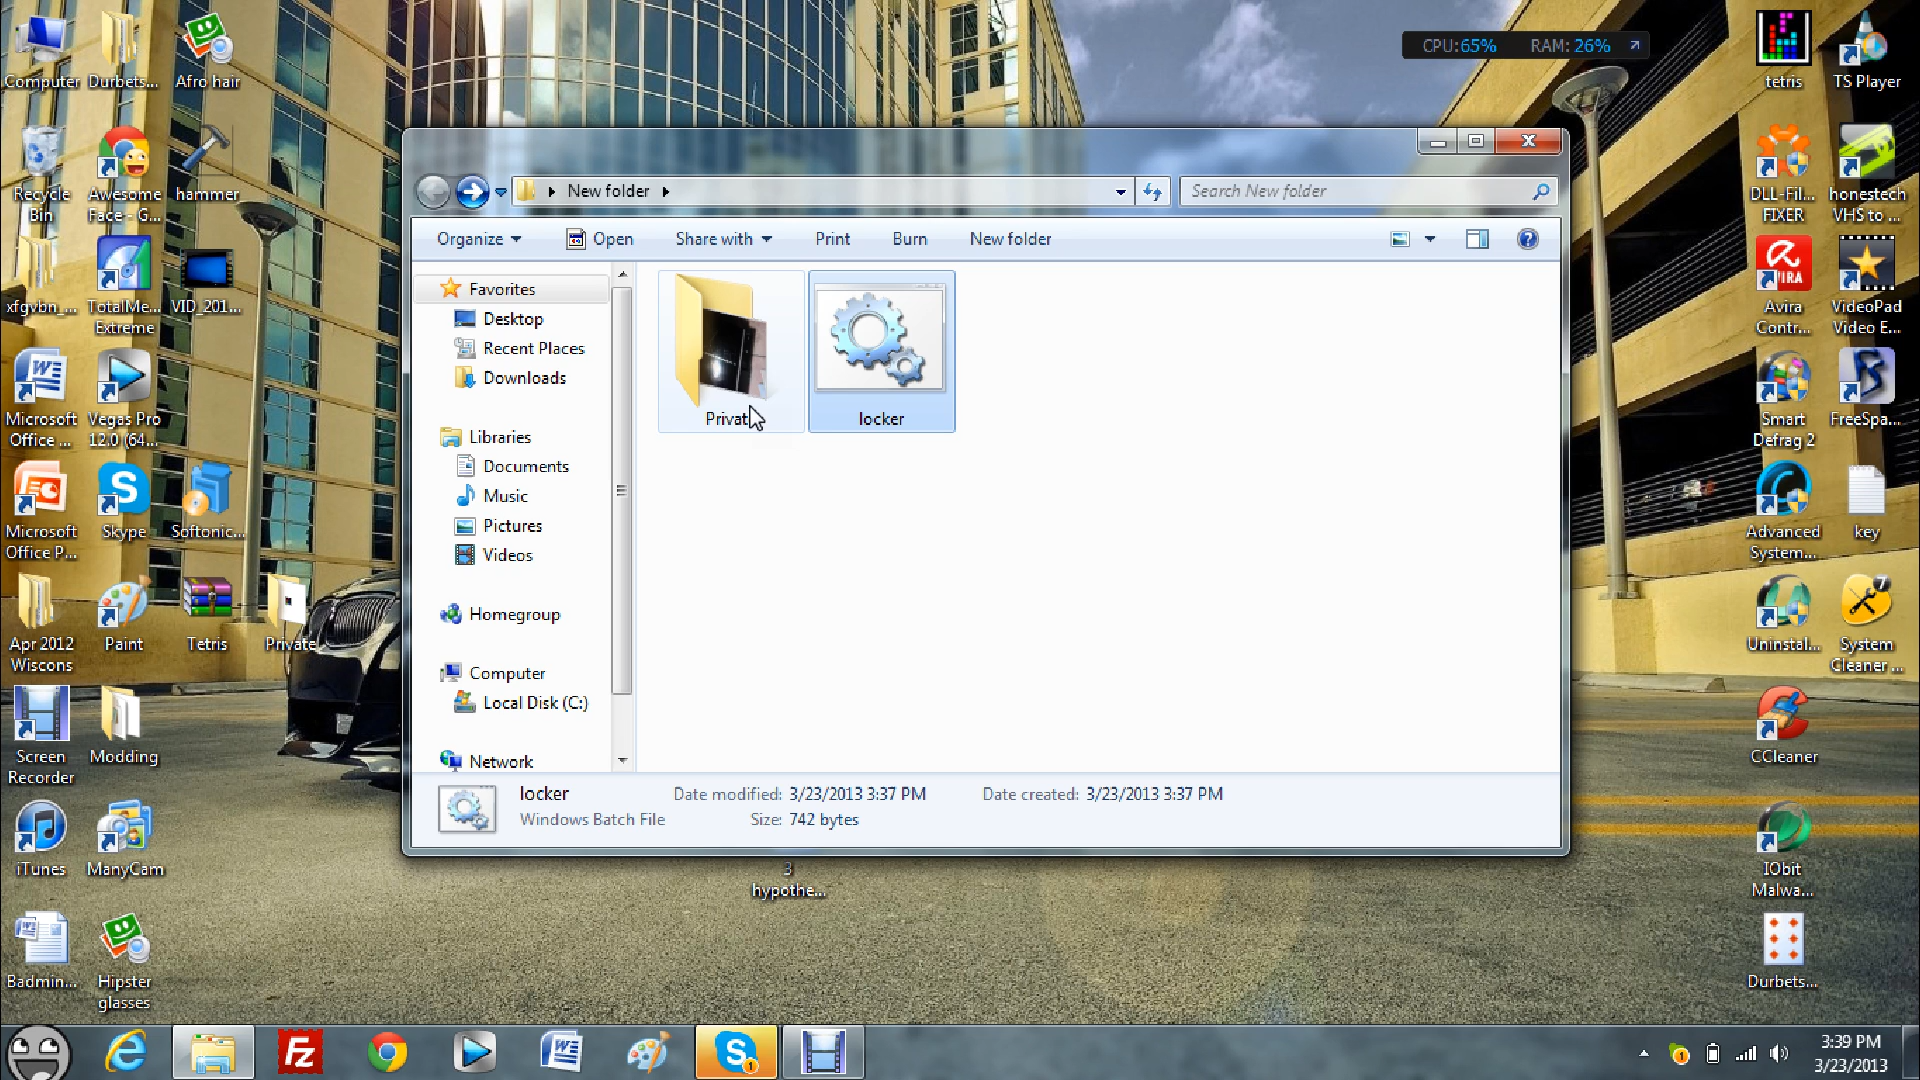 Computer
Durbets...
Afro hair
CPU:65%
RAM: 26%
tetris
TS Player
Recycle
Bin
Awesome
Face - G...
hammer
DLL-Fil...
FIXER
honestech
VHS to ...
New folder
Search New folder
Organize
Open
Share with
Print
Burn
New folder
xfgvbn_...
TotalMe...
Extreme
VID_201...
Favorites
Desktop
Recent Places
Downloads
Libraries
Documents
Music
Pictures
Videos
Homegroup
Computer
Local Disk (C:)
Network
locker
AVIRA
Avira
Contr...
VideoPad
Video E...
Microsoft
Office ...
Vegas Pro
12.0 (64...
Smart
Defrag 2
FreeSpa...
Microsoft
Office P...
Skype
Softonic...
Advanced
System...
key
Apr 2012
Wiscons
Paint
Tetris
Private
Uninstal...
System
Cleaner ...
Screen
Recorder
Modding
CCleaner
locker
Date modified: 3/23/2013 3:37 PM
Date created: 3/23/2013 3:37 PM
Windows Batch File
Size: 742 bytes
iTunes
ManyCam
3
hypothe...
IObit
Malwa...
Badmin...
Hipster
glasses
Durbets...
3:39 PM
3/23/2013